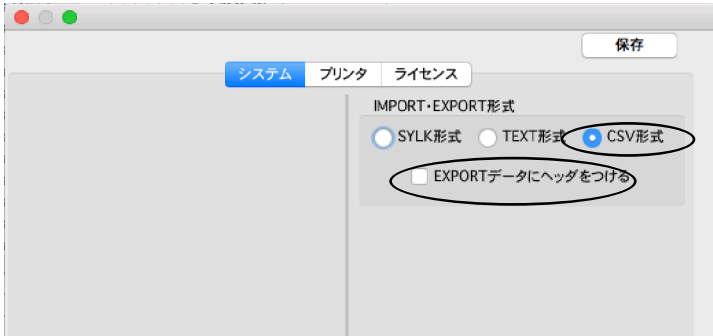 保存
システム プリンタ ライセンス
IMPORT・EXPORT形式
SYLK形式 TEXT形式 CSV形式
EXPORTデータにヘッダをつける